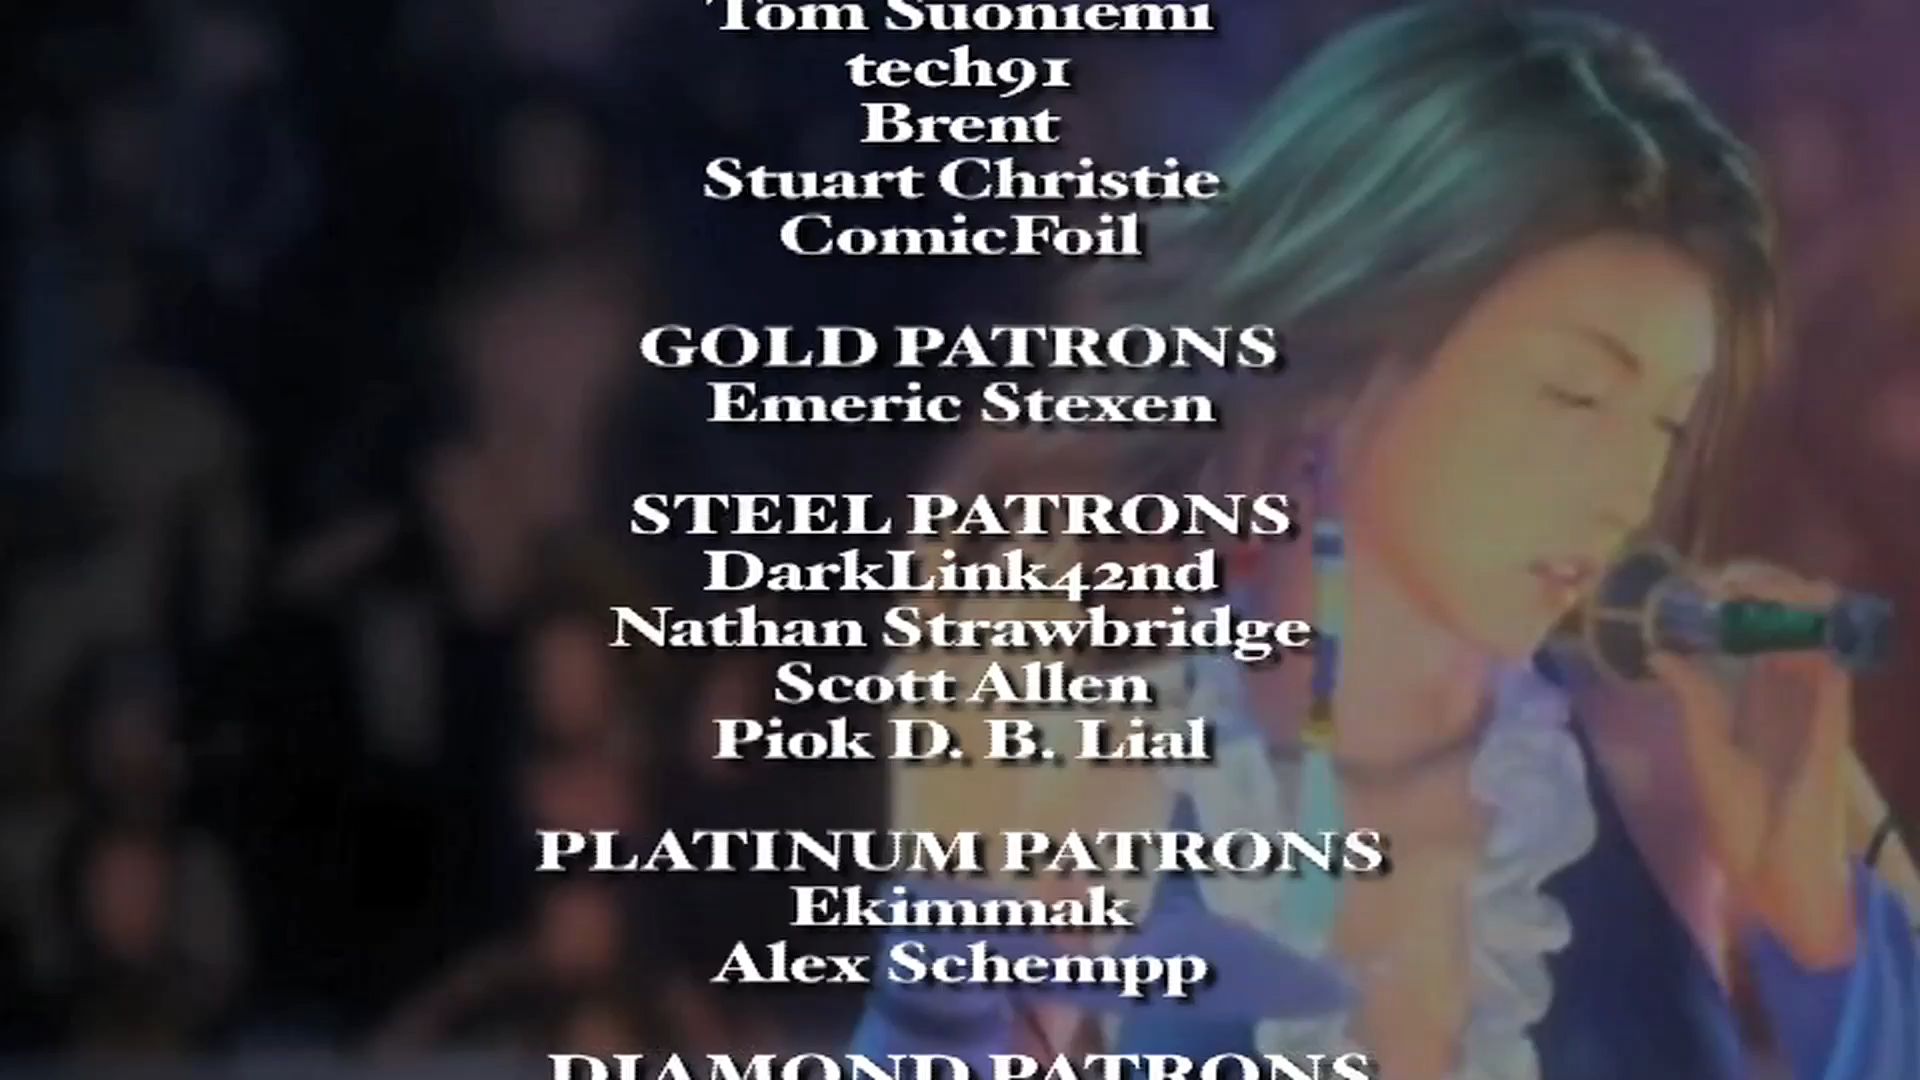 Tom Suoniemi
tech91
Brent
Stuart Christie
ComicFoil
GOLD PATRONS
Emeric Stexen
STEEL PATRONS
DarkLink42nd
Nathan Strawbridge
Scott Allen
Piok D. B. Lial
PLATINUM PATRONS
Ekimmak
Alex Schempp
DIAMOND PATRONS